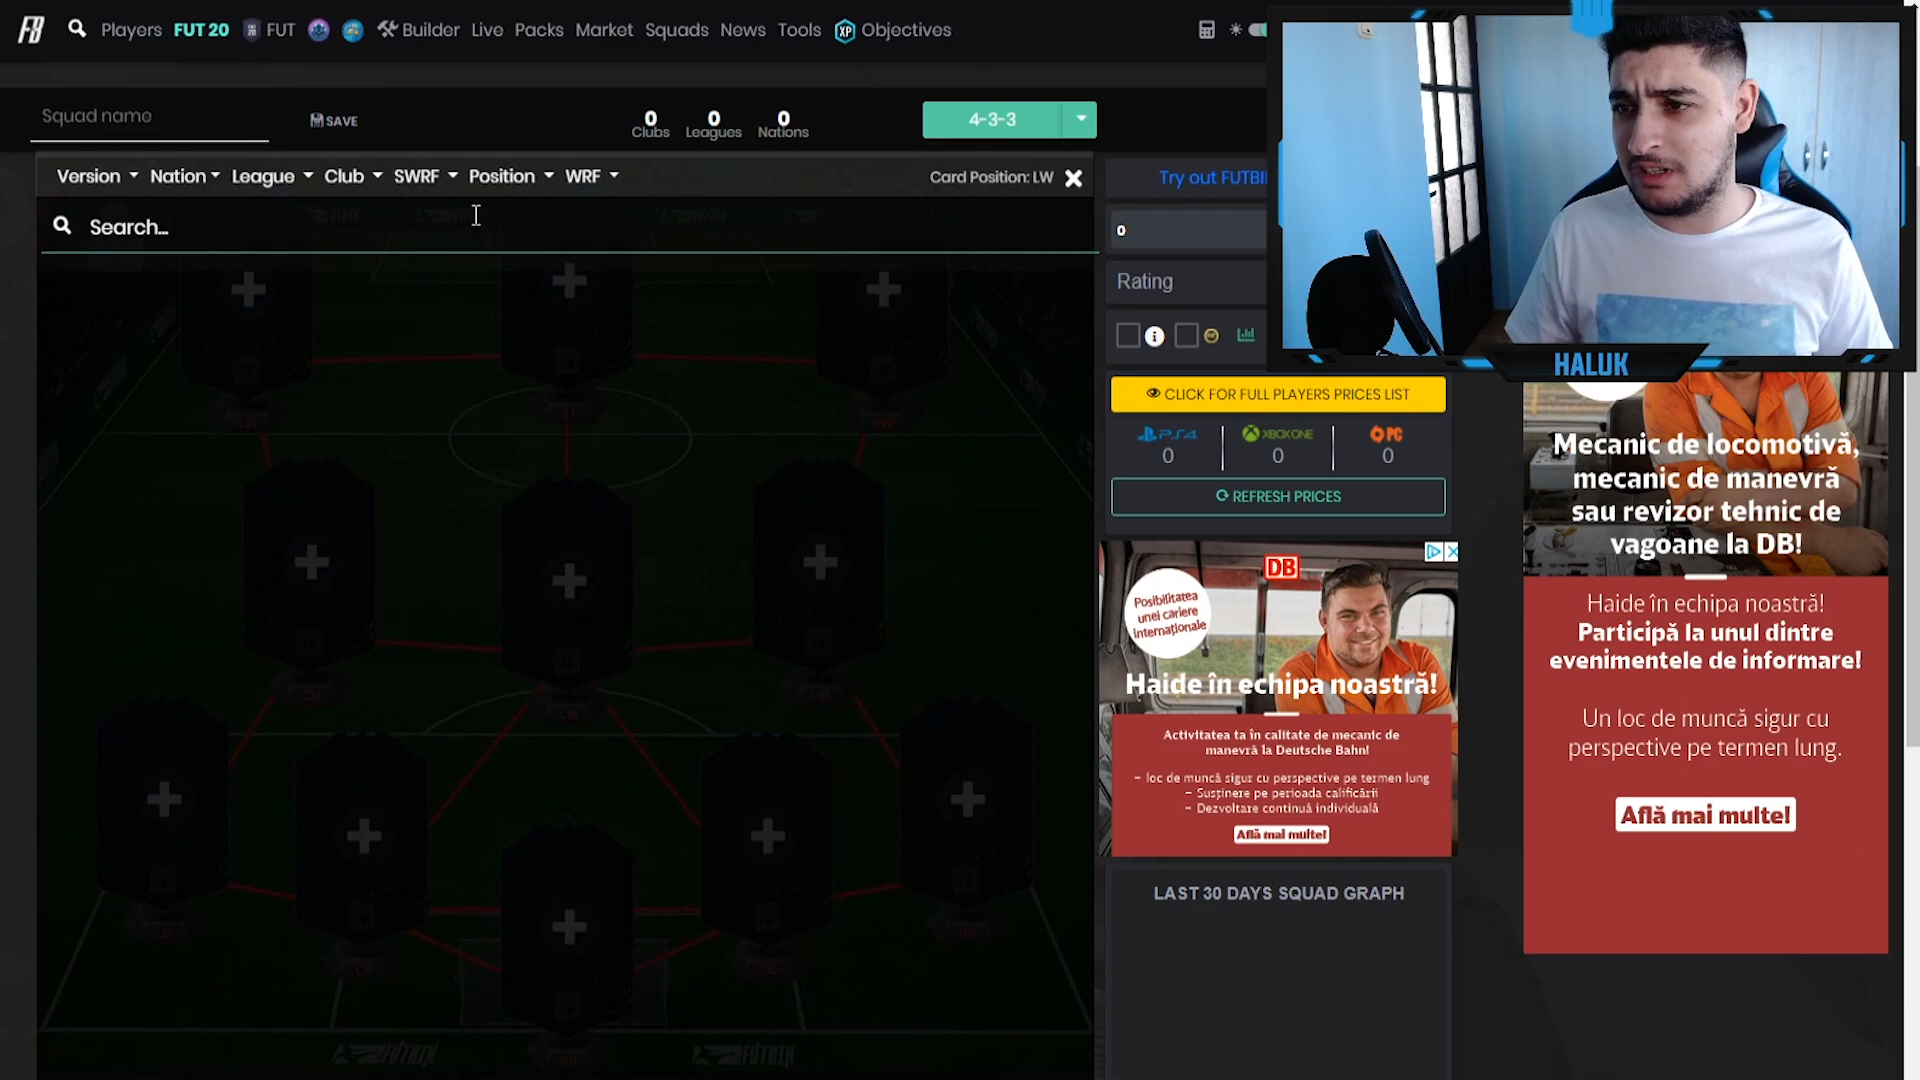 Players FUT 20 FUT Builder Live Packs Market Squads News Tools XP Objectives
Squad name
SAVE
0 0 0
Clubs Leagues Nations
4-3-3
Version Nation League Club SWRF Position WRF
Card Position: LW
Search...
Try out FUTBI
0
Rating
CLICK FOR FULL PLAYERS PRICES LIST
PS4 XBOX ONE PC
0 0 0
REFRESH PRICES
HALUK
DB
Posibilitatea
unei cariere
internaționale
Haide în echipa noastră!
Activitatea ta în calitate de mecanic de
manevră la Deutsche Bahn!
- loc de muncă sigur cu perspective pe termen lung
- Susținere pe perioada calificării
- Dezvoltare continuă individuală
Află mai multe!
LAST 30 DAYS SQUAD GRAPH
Mecanic de locomotivă,
mecanic de manevră
sau revizor tehnic de
vagoane la DB!
Haide în echipa noastră!
Participă la unul dintre
evenimentele de informare!
Un loc de muncă sigur cu
perspective pe termen lung.
Află mai multe!
RW
CM
CB
CB
GK
FUTBIN